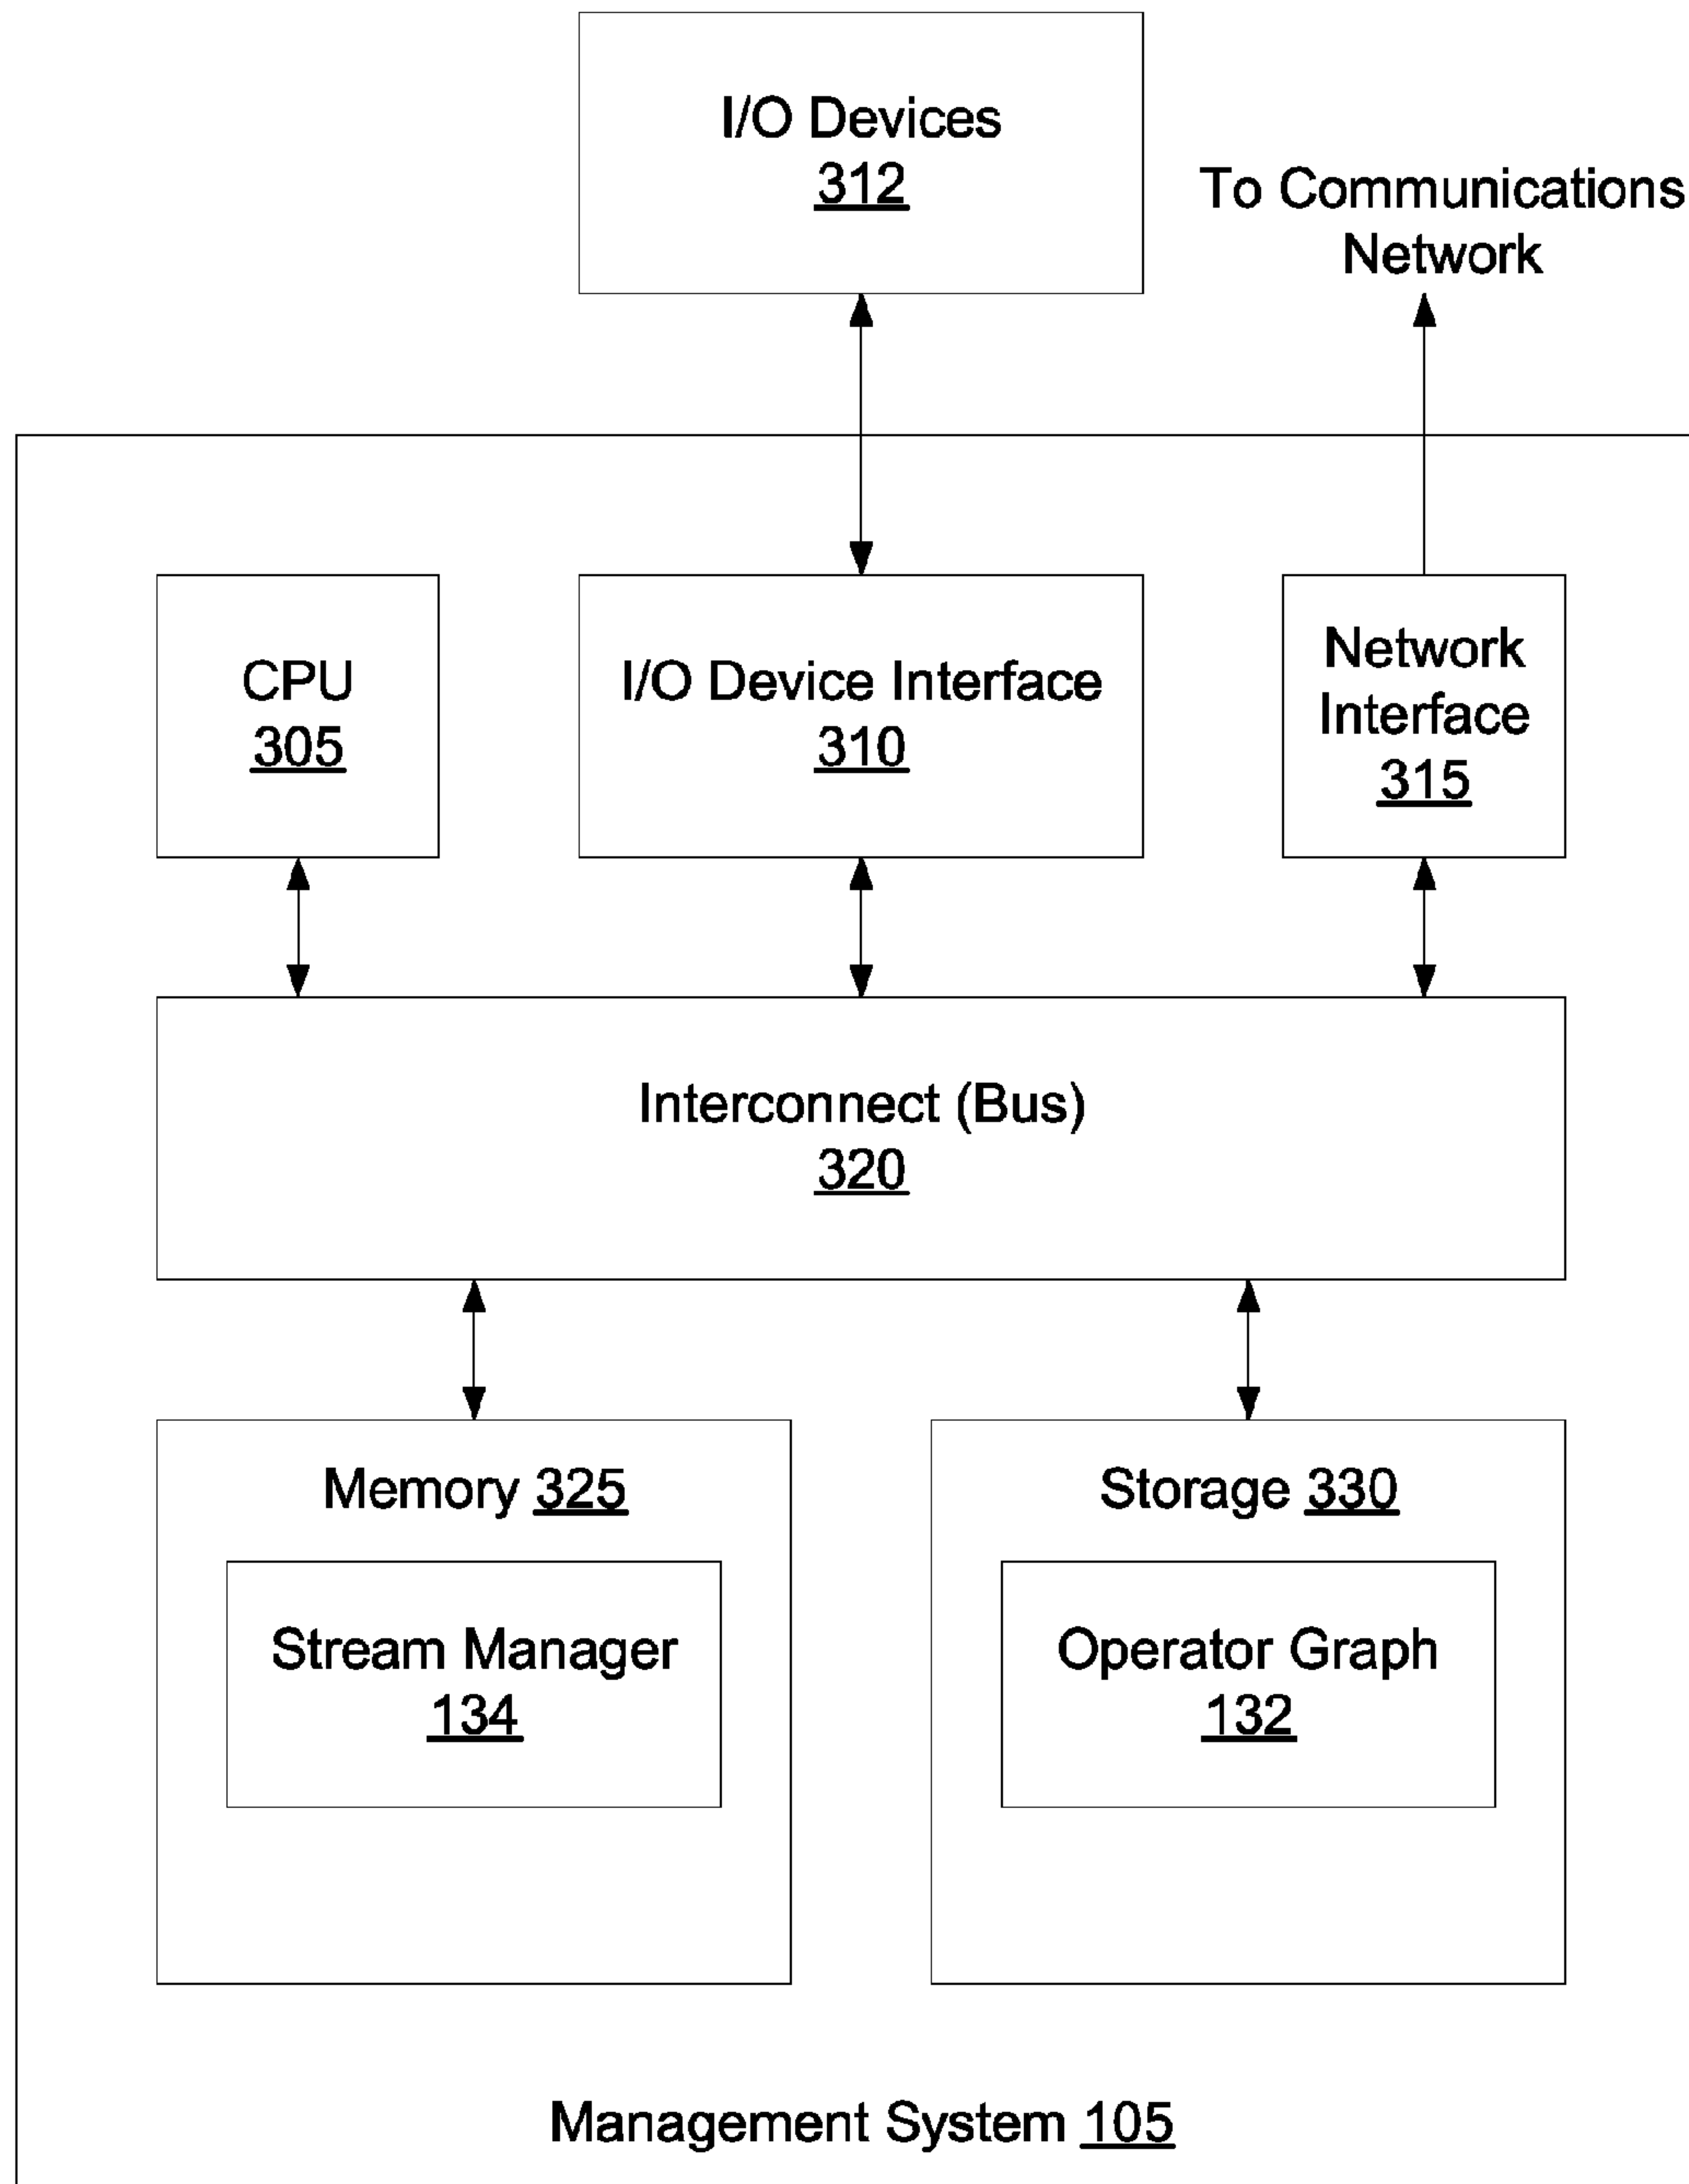 I/O Devices
312
To Communications
Network
CPU
305
I/O Device Interface
310
Network
Interface
315
Interconnect (Bus)
320
Memory 325
Storage 330
Stream Manager
134
Operator Graph
132
Management System 105